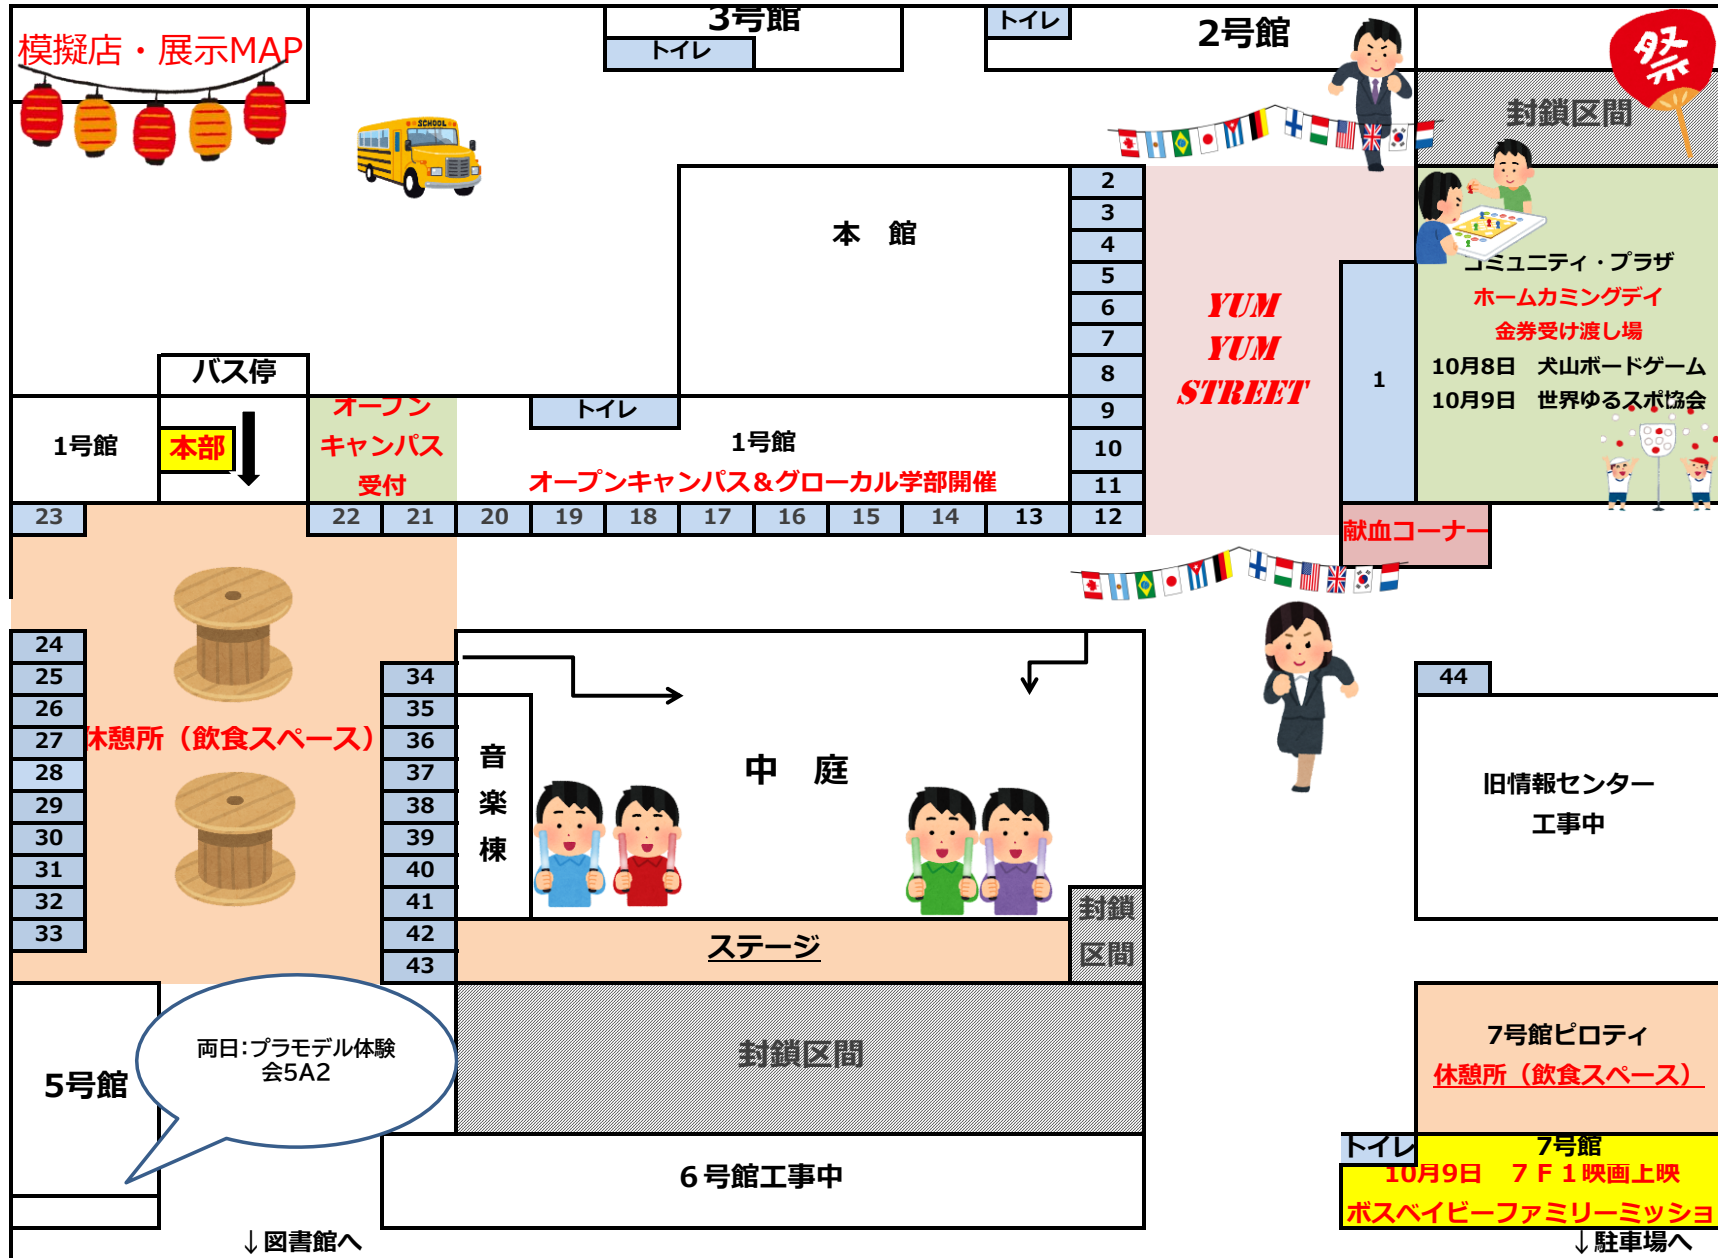 模擬店・展示MAP
3号館
トイレ
トイレ
2号館
祭
封鎖区間
SCHOOL
本　館
2
3
4
5
6
7
8
9
10
11
12
YUM
YUM
STREET
1
コミュニティ・プラザ
ホームカミングデイ
金券受け渡し場
10月8日　犬山ボードゲーム
10月9日　世界ゆるスポ協会
バス停
1号館
本部
オープン
キャンパス
受付
トイレ
1号館
オープンキャンパス＆グローカル学部開催
23
22
21
20
19
18
17
16
15
14
13
献血コーナー
24
25
26
27
28
29
30
31
32
33
休憩所（飲食スペース）
34
35
36
37
38
39
40
41
42
43
音
楽
棟
中　庭
44
旧情報センター
工事中
封鎖
区間
ステージ
5号館
両日：プラモデル体験
会5A2
封鎖区間
7号館ピロティ
休憩所（飲食スペース）
6号館工事中
トイレ
7号館
10月9日　７Ｆ１映画上映
ボスベイビーファミリーミッショ
↓図書館へ
↓駐車場へ